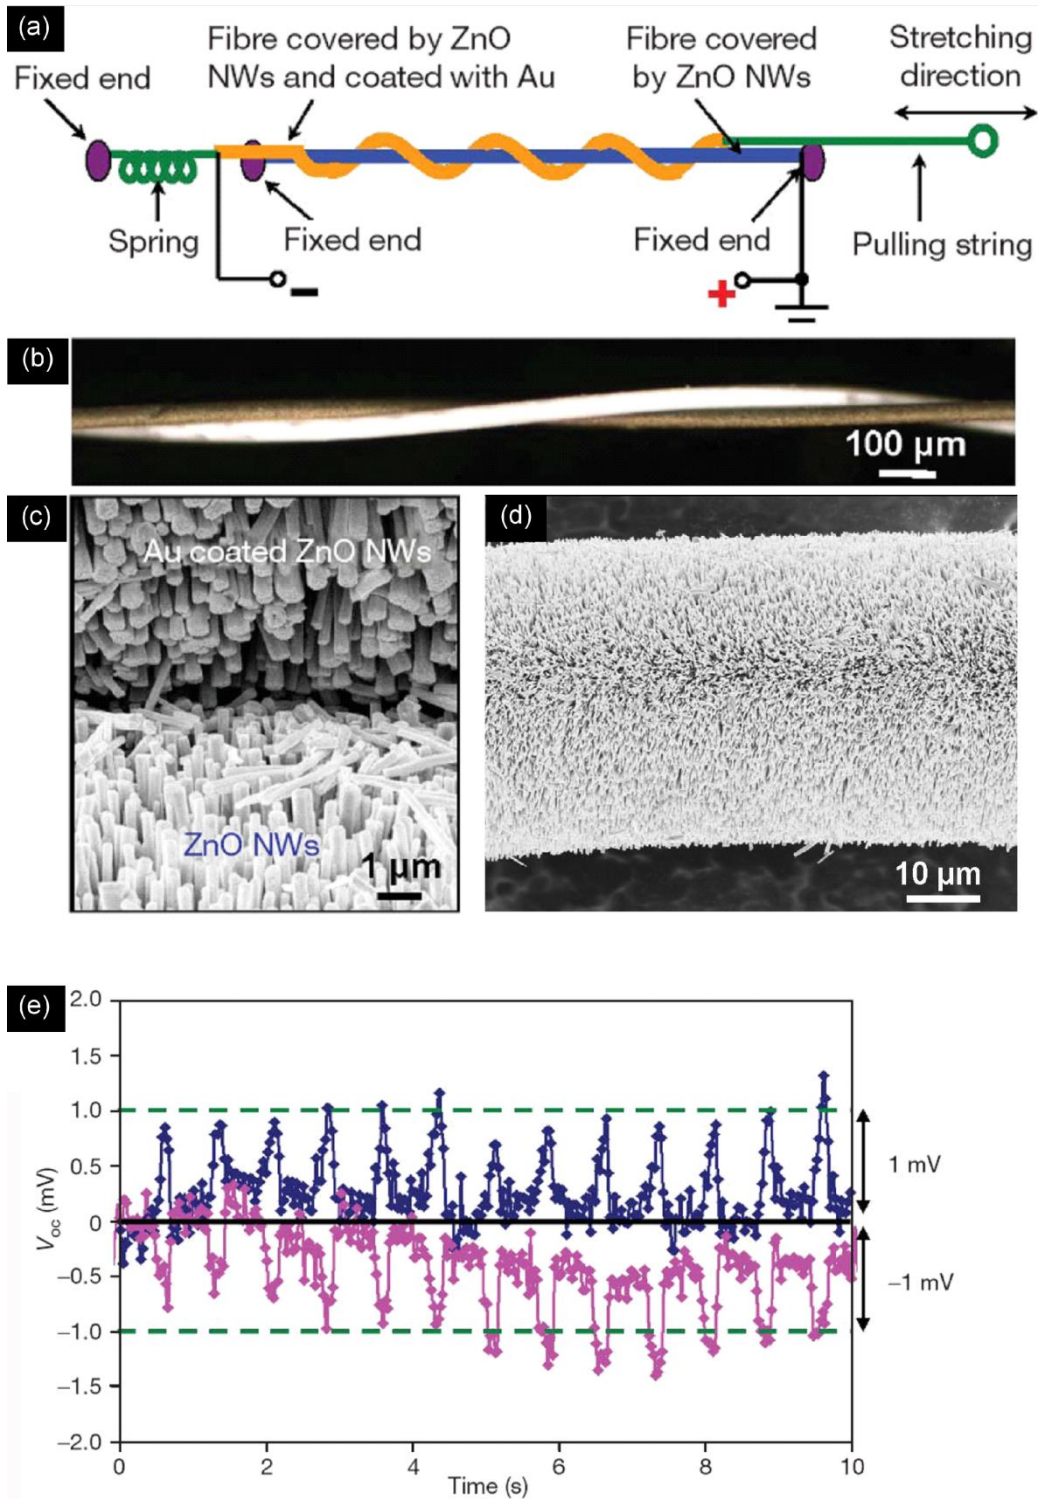 (a)
Fibre covered by ZnO
NWs and coated with Au
Fibre covered
by ZnO NWs
Stretching
direction
Fixed end
Spring
Fixed end
Fixed end
Pulling string
−
+
(b)
100 µm
(c)
Au coated ZnO NWs
ZnO NWs
1 µm
(d)
10 µm
(e)
2.0
1.5
1.0
0.5
0
−0.5
−1.0
−1.5
−2.0
Voc (mV)
1 mV
−1 mV
0 2 4 6 8 10
Time (s)